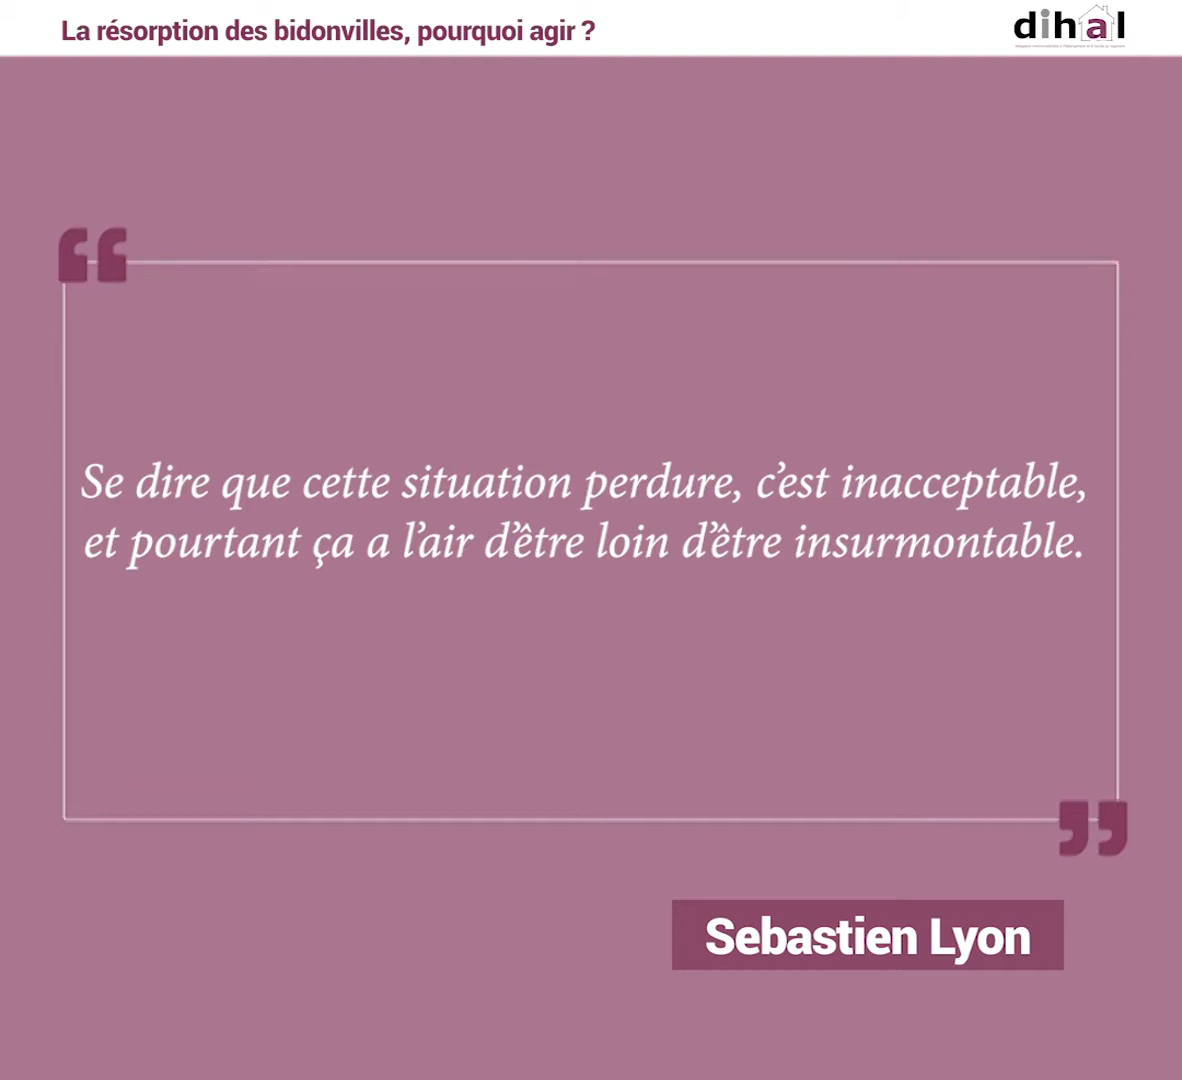 La résorption des bidonvilles, pourquoi agir ?
dihal
Se dire que cette situation perdure, c’est inacceptable,
et pourtant ça a l’air d’être loin d’être insurmontable.
Sebastien Lyon